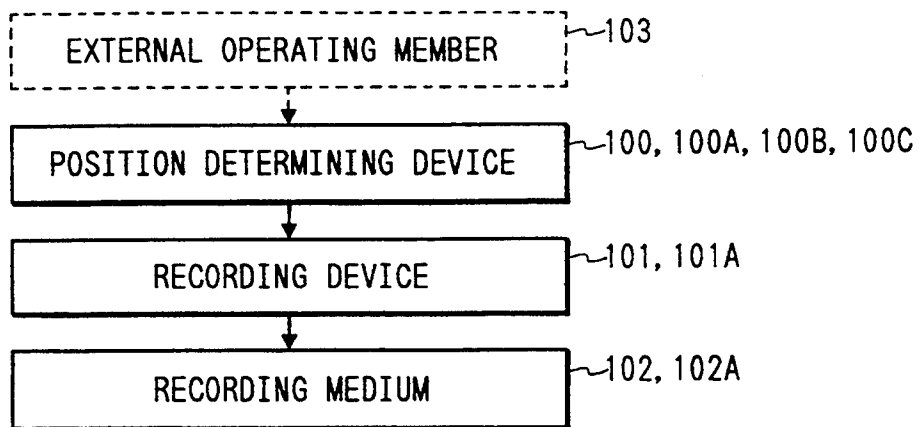 EXTERNAL OPERATING MEMBER 103
POSITION DETERMINING DEVICE 100, 100A, 100B, 100C
RECORDING DEVICE 101, 101A
RECORDING MEDIUM 102, 102A